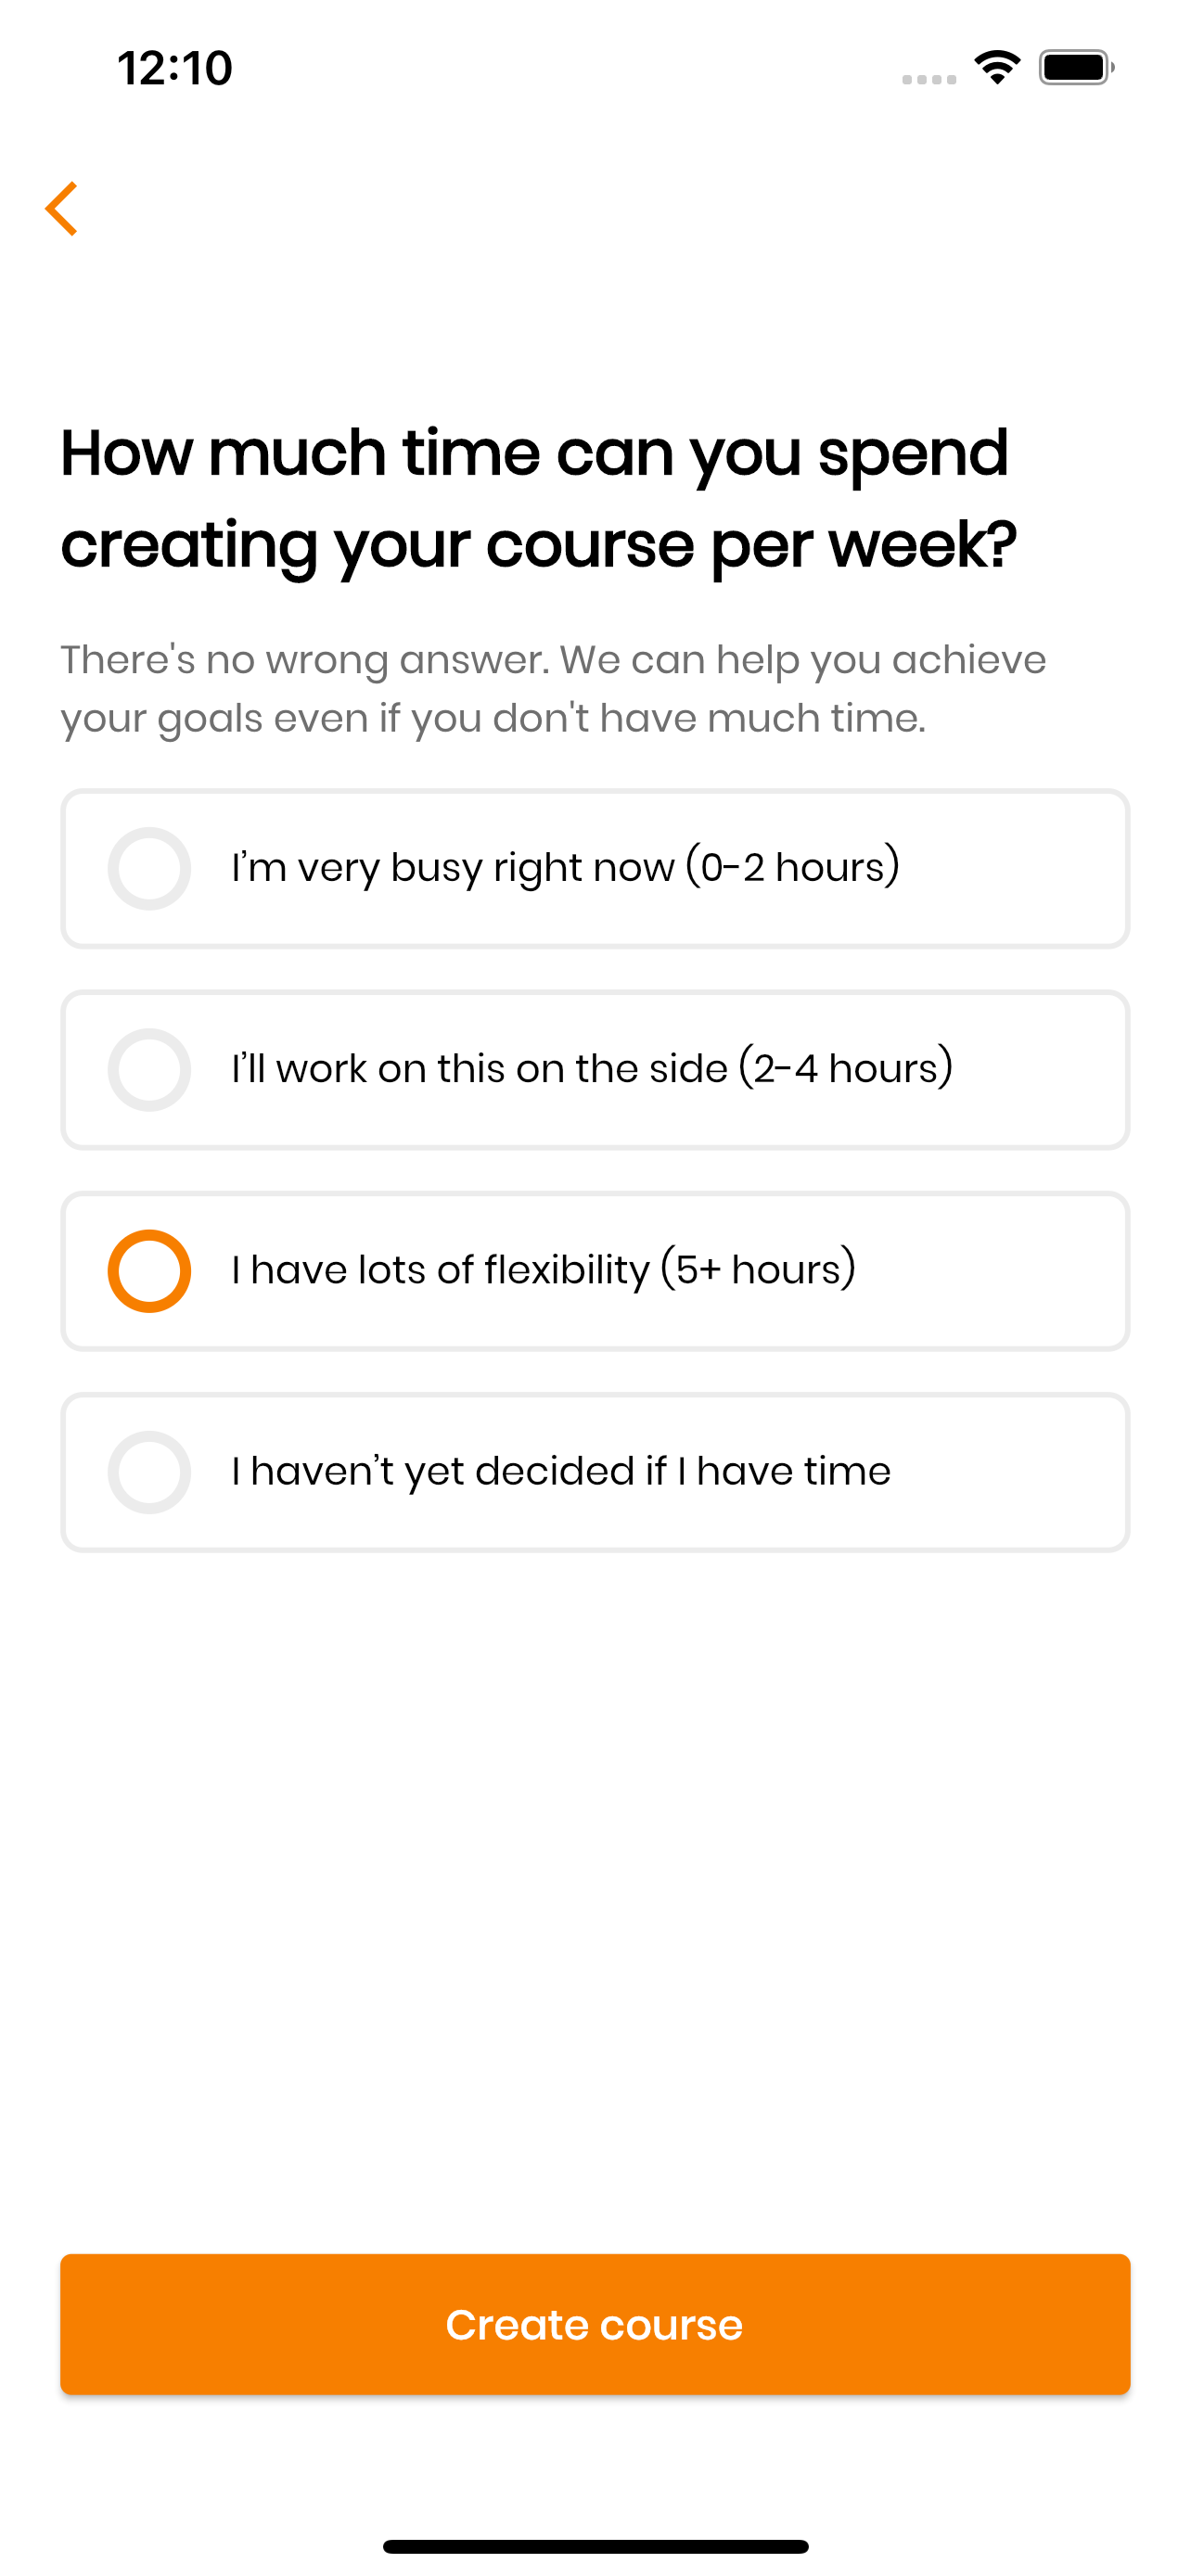 12:10
How much time can you spend
creating your course per week?
There's no wrong answer. We can help you achieve
your goals even if you don't have much time.
I’m very busy right now (0-2 hours)
I’ll work on this on the side (2-4 hours)
I have lots of flexibility (5+ hours)
I haven’t yet decided if I have time
Create course